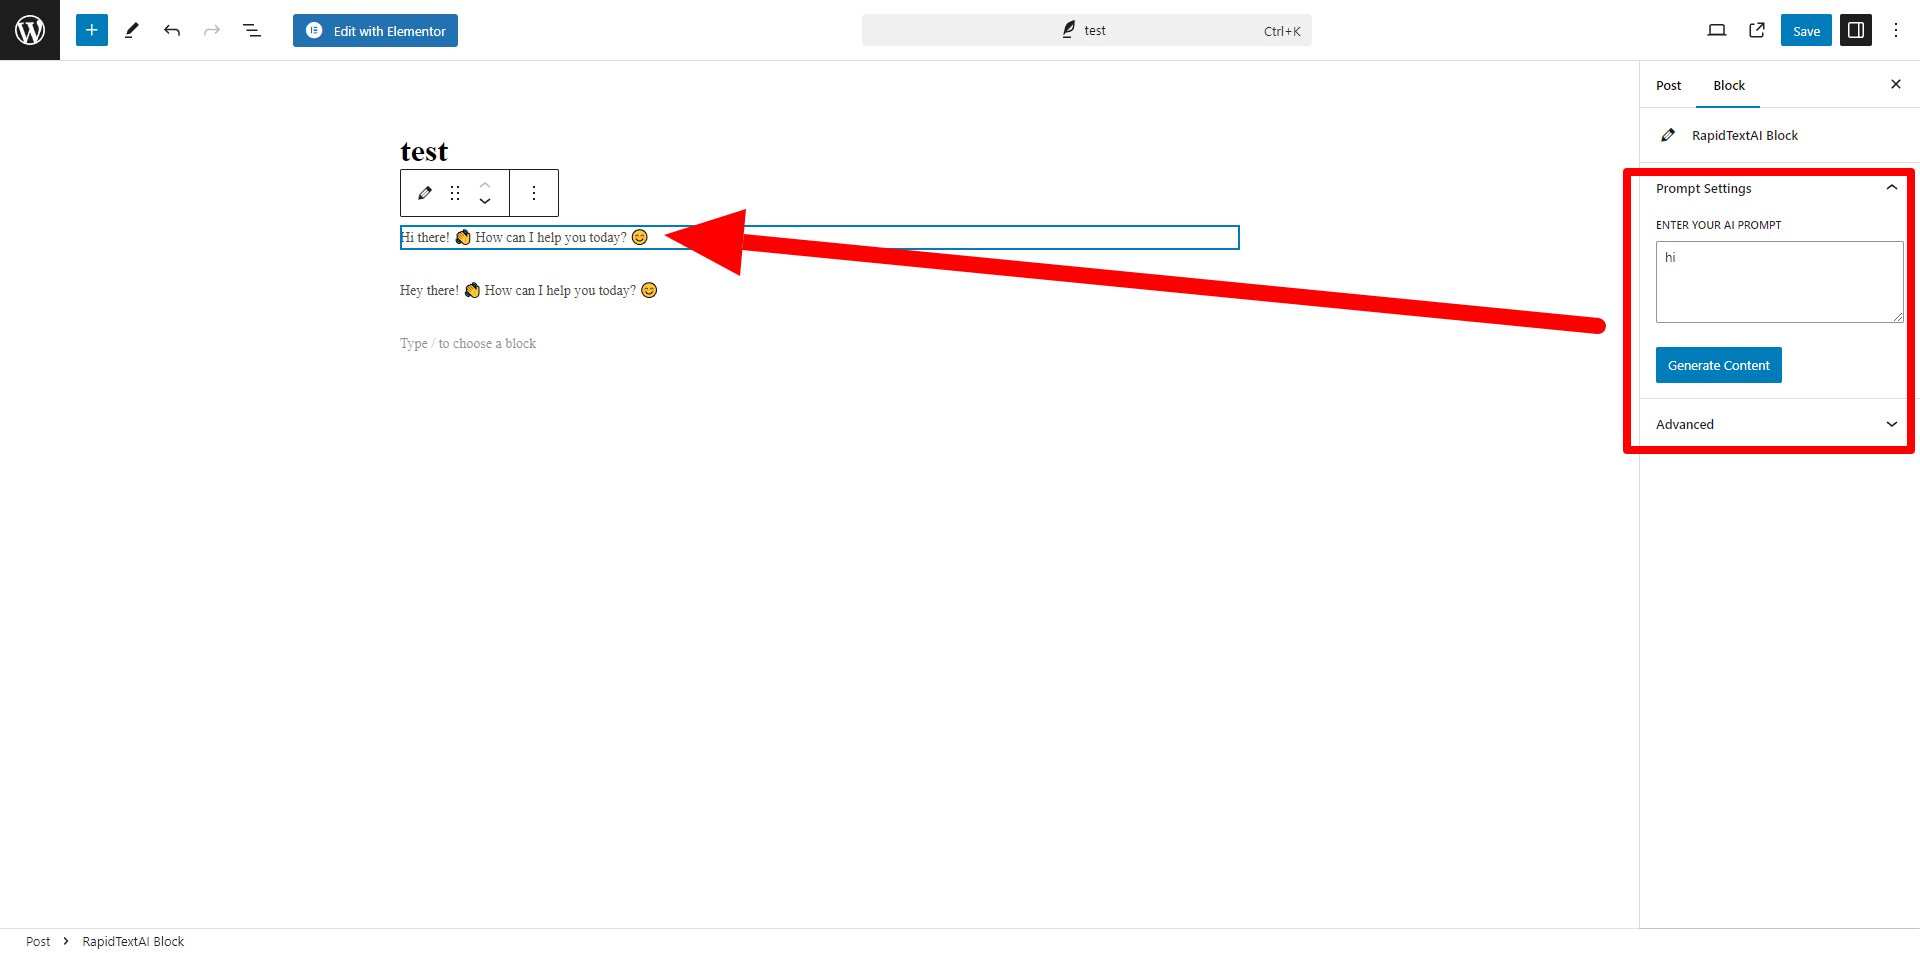 Edit with Elementor
test
Ctrl+K
Save
Post
Block
RapidTextAI Block
test
Hi there! 👏 How can I help you today? 😊
Hey there! 👏 How can I help you today? 😊
Type / to choose a block
Prompt Settings
ENTER YOUR AI PROMPT
hi
Generate Content
Advanced
Post › RapidTextAI Block